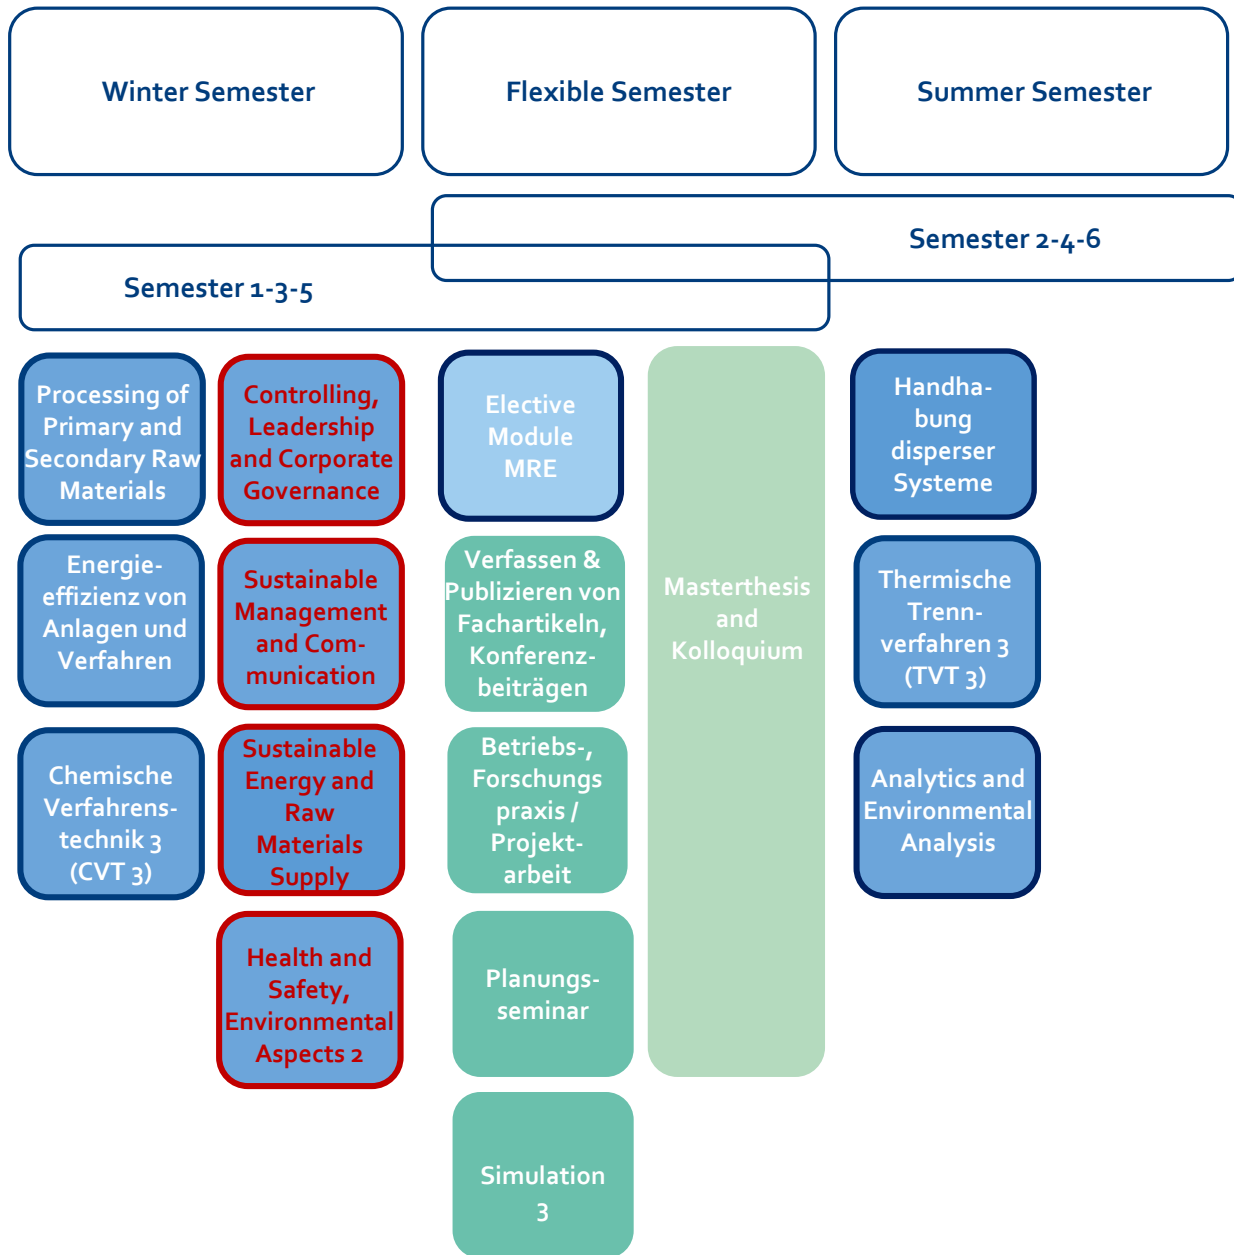 Winter Semester
Flexible Semester
Summer Semester
Semester 2-4-6
Semester 1-3-5
Processing of
Primary and
Secondary Raw
Materials
Energie-
effizienz von
Anlagen und
Verfahren
Chemische
Verfahrens-
technik 3
(CVT 3)
Controlling,
Leadership
and Corporate
Governance
Sustainable
Management
and Com-
munication
Sustainable
Energy and
Raw
Materials
Supply
Health and
Safety,
Environmental
Aspects 2
Elective
Module
MRE
Verfassen &
Publizieren von
Fachartikeln,
Konferenz-
beiträgen
Betriebs-,
Forschungs
praxis /
Projekt-
arbeit
Planungs-
seminar
Simulation
3
Masterthesis
and
Kolloquium
Handha-
bung
disperser
Systeme
Thermische
Trenn-
verfahren 3
(TVT 3)
Analytics and
Environmental
Analysis